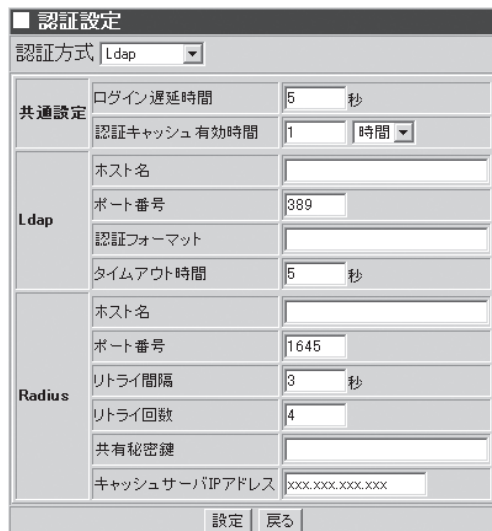 ■ 認証設定
認証方式 Ldap
共通設定
ログイン遅延時間 5 秒
認証キャッシュ有効時間 1 時間
Ldap
ホスト名
ポート番号 389
認証フォーマット
タイムアウト時間 5 秒
Radius
ホスト名
ポート番号 1645
リトライ間隔 3 秒
リトライ回数 4
共有秘密鍵
キャッシュサーバIPアドレス xxx.xxx.xxx.xxx
設定 戻る